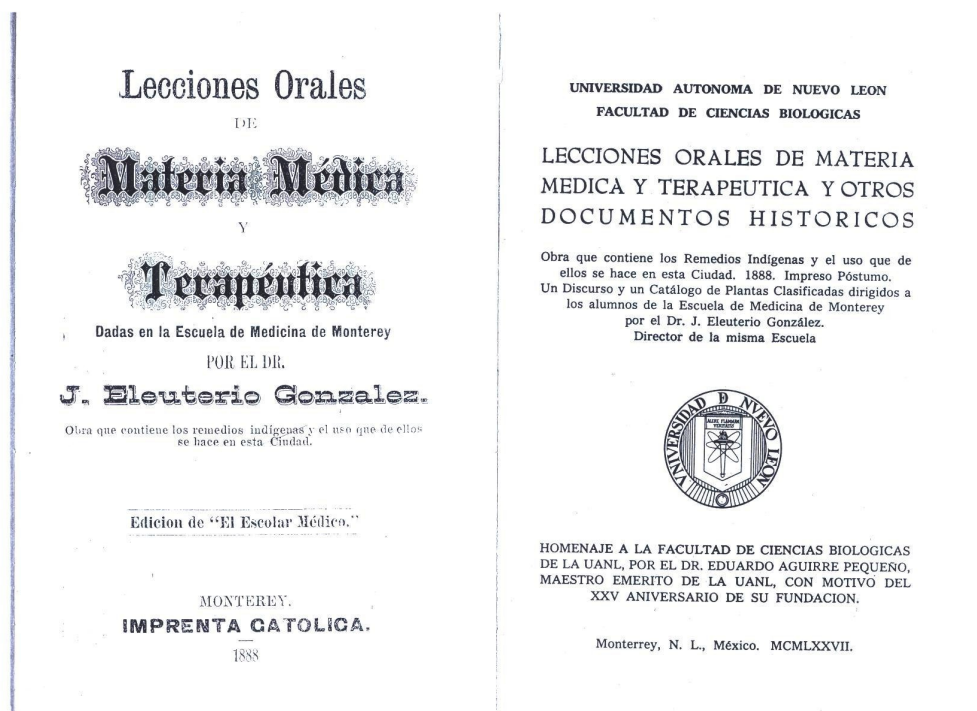 Lecciones Orales
DE
Materia Médica
Y
Terapéutica
Dadas en la Escuela de Medicina de Monterey
POR EL DR.
J. Eleuterio Gonzalez.
Obra que contiene los remedios indígenas y el uso que de ellos
se hace en esta Ciudad.
Edicion de “El Escolar Médico.”
MONTEREY.
IMPRENTA CATOLICA.
1888
UNIVERSIDAD AUTONOMA DE NUEVO LEON
FACULTAD DE CIENCIAS BIOLOGICAS
LECCIONES ORALES DE MATERIA
MEDICA Y TERAPEUTICA Y OTROS
DOCUMENTOS HISTORICOS
Obra que contiene los Remedios Indígenas y el uso que de
ellos se hace en esta Ciudad. 1888. Impreso Póstumo.
Un Discurso y un Catálogo de Plantas Clasificadas dirigidos a
los alumnos de la Escuela de Medicina de Monterrey
por el Dr. J. Eleuterio González.
Director de la misma Escuela
VNIVERSIDAD D NVEVO LEON
ALERE FLAMMAM
VERITATIS
HOMENAJE A LA FACULTAD DE CIENCIAS BIOLOGICAS
DE LA UANL, POR EL DR. EDUARDO AGUIRRE PEQUEÑO,
MAESTRO EMERITO DE LA UANL, CON MOTIVO DEL
XXV ANIVERSARIO DE SU FUNDACION.
Monterrey, N. L., México. MCMLXXVII.